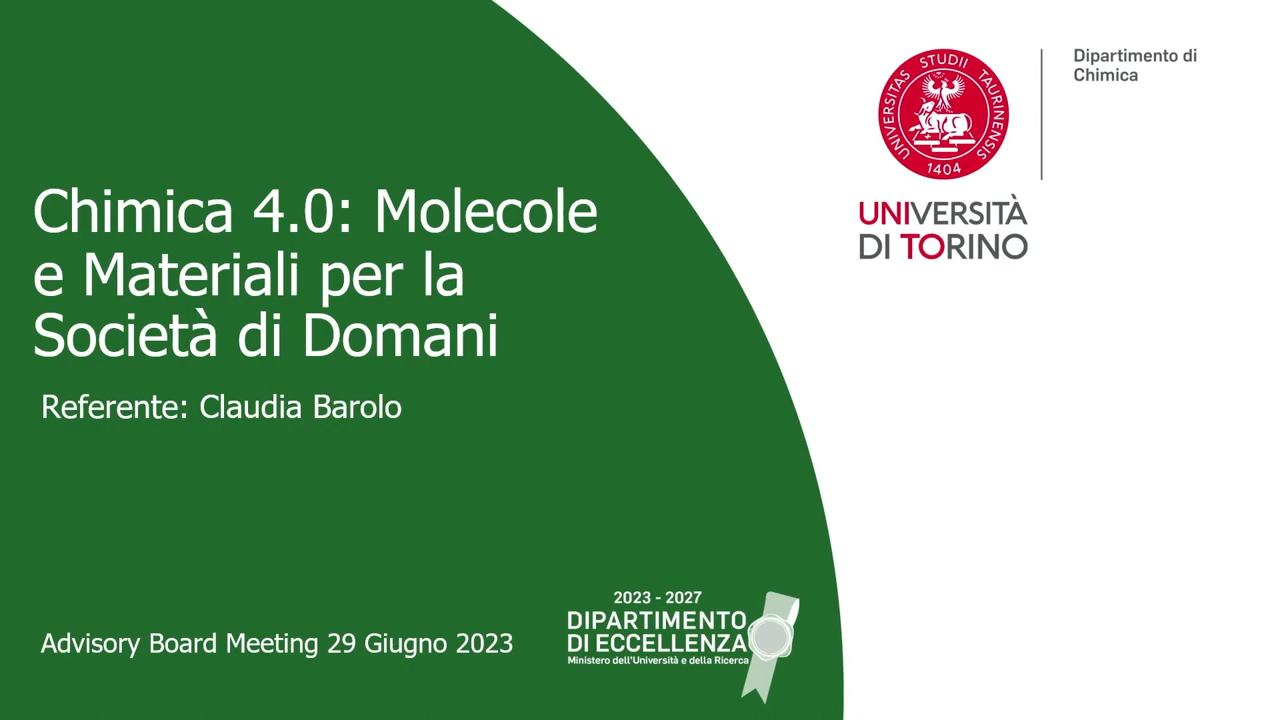 Chimica 4.0: Molecole
e Materiali per la
Società di Domani
Referente: Claudia Barolo
Advisory Board Meeting 29 Giugno 2023
2023 - 2027
DIPARTIMENTO
DI ECCELLENZA
Ministero dell'Università e della Ricerca
UNIVERSITAS STUDII TAURINENSIS
1404
UNIVERSITÀ
DI TORINO
Dipartimento di
Chimica